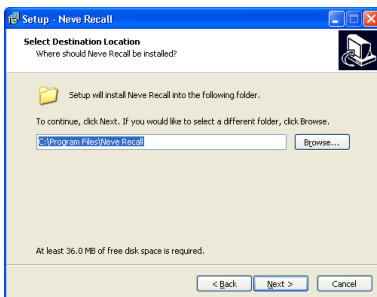 Setup - Neve Recall
Select Destination Location
Where should Neve Recall be installed?
Setup will install Neve Recall into the following folder.
To continue, click Next. If you would like to select a different folder, click Browse.
C:\Program Files\Neve Recall
Browse...
At least 36.0 MB of free disk space is required.
< Back
Next >
Cancel